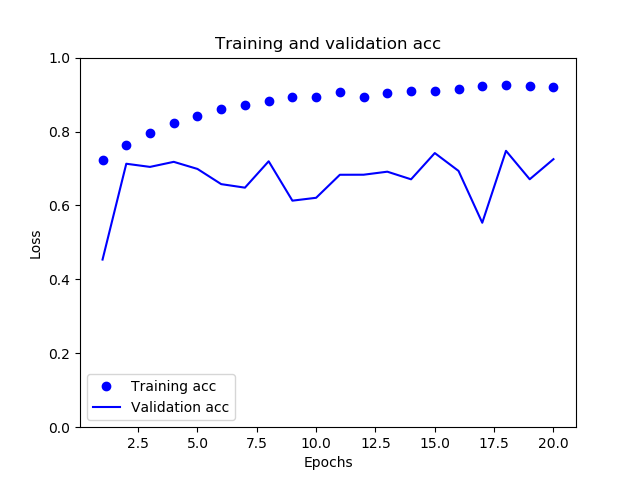 Training and validation acc
1.0
0.8
0.6
0.4
0.2
0.0
Loss
Training acc
Validation acc
2.5 5.0 7.5 10.0 12.5 15.0 17.5 20.0
Epochs